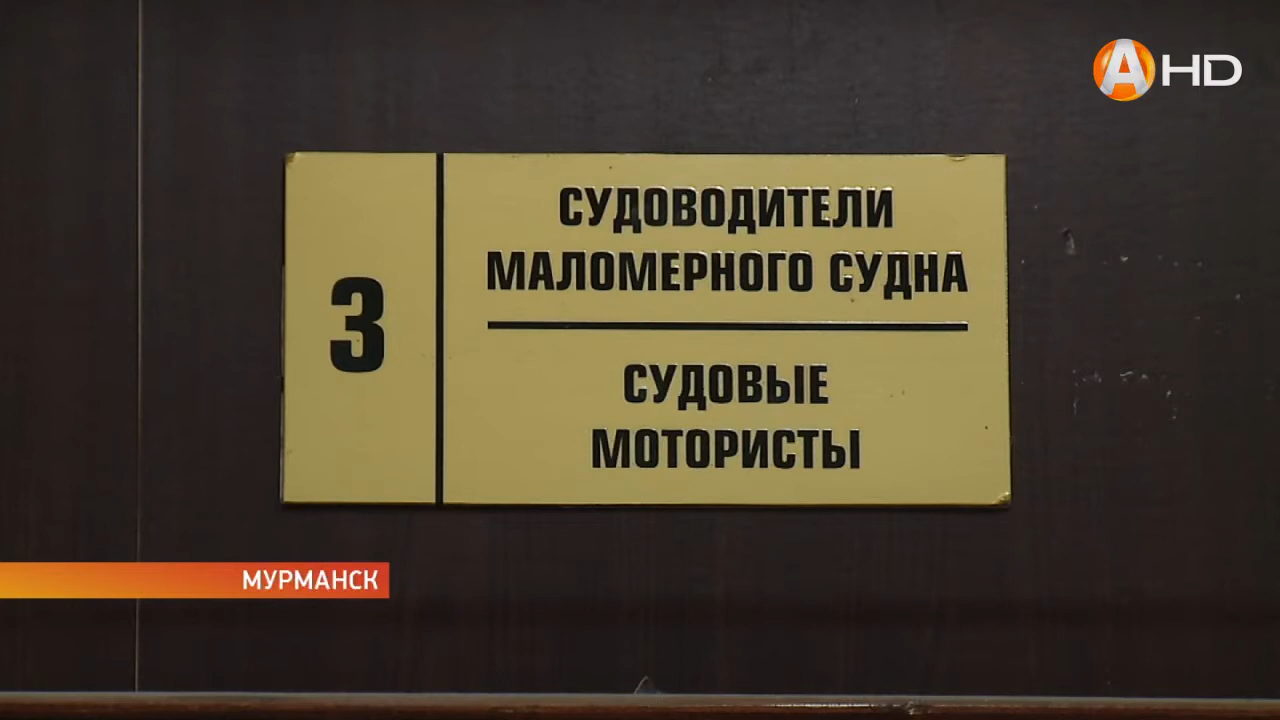 А HD
3
СУДОВОДИТЕЛИ
МАЛОМЕРНОГО СУДНА
СУДОВЫЕ
МОТОРИСТЫ
МУРМАНСК